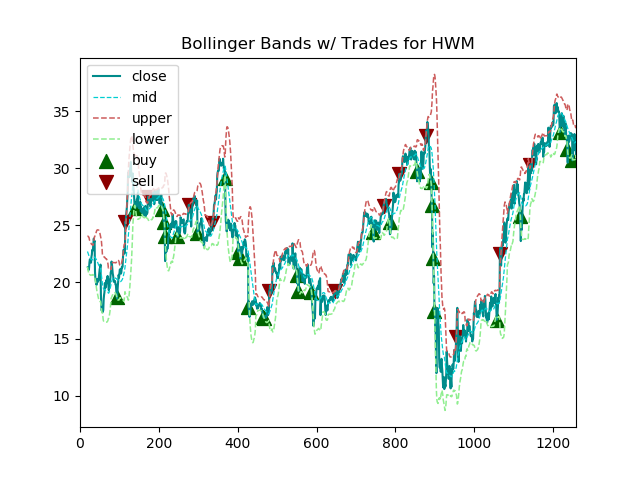 Bollinger Bands w/ Trades for HWM
close
mid
upper
lower
buy
sell
35
30
25
20
15
10
0 200 400 600 800 1000 1200